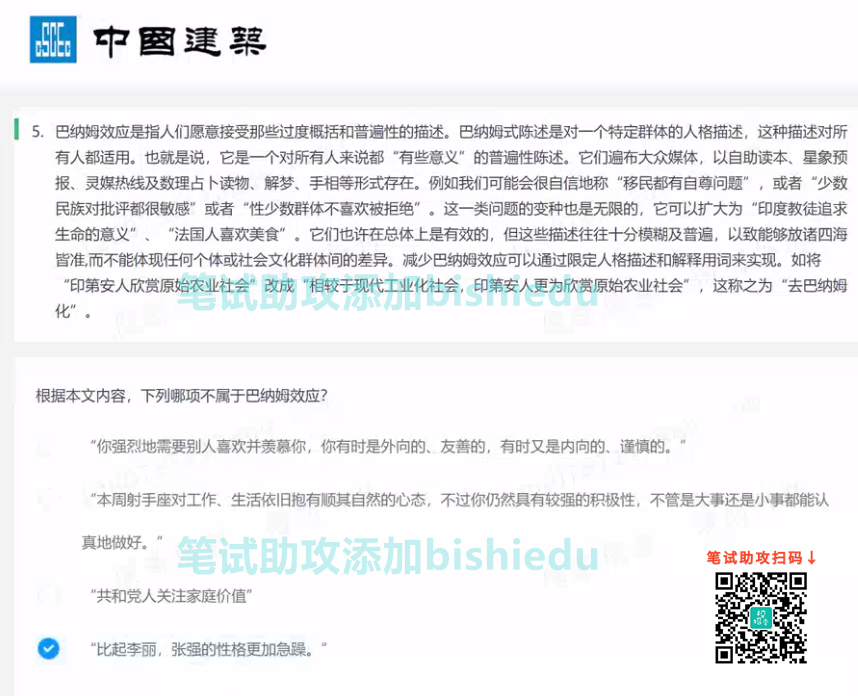 CSCEC
中國建築
5. 巴纳姆效应是指人们愿意接受那些过度概括和普遍性的描述。巴纳姆式陈述是对一个特定群体的人格描述，这种描述对所
有人都适用。也就是说，它是一个对所有人来说都“有些意义”的普遍性陈述。它们遍布大众媒体，以自助读本、星象预
报、灵媒热线及数理占卜读物、解梦、手相等形式存在。例如我们可能会很自信地称“移民都有自尊问题”，或者“少数
民族对批评都很敏感”或者“性少数群体不喜欢被拒绝”。这一类问题的变种也是无限的，它可以扩大为“印度教徒追求
生命的意义”、“法国人喜欢美食”。它们也许在总体上是有效的，但这些描述往往十分模糊及普遍，以致能够放诸四海
皆准,而不能体现任何个体或社会文化群体间的差异。减少巴纳姆效应可以通过限定人格描述和解释用词来实现。如将
“印第安人欣赏原始农业社会”改成“相较于现代工业化社会，印第安人更为欣赏原始农业社会”，这称之为“去巴纳姆
化”。
笔试助攻添加bishiedu
根据本文内容，下列哪项不属于巴纳姆效应？
“你强烈地需要别人喜欢并羡慕你，你有时是外向的、友善的，有时又是内向的、谨慎的。”
“本周射手座对工作、生活依旧抱有顺其自然的心态，不过你仍然具有较强的积极性，不管是大事还是小事都能认
真地做好。”
笔试助攻添加bishiedu
笔试助攻扫码↓
“共和党人关注家庭价值”
“比起李丽，张强的性格更加急躁。“